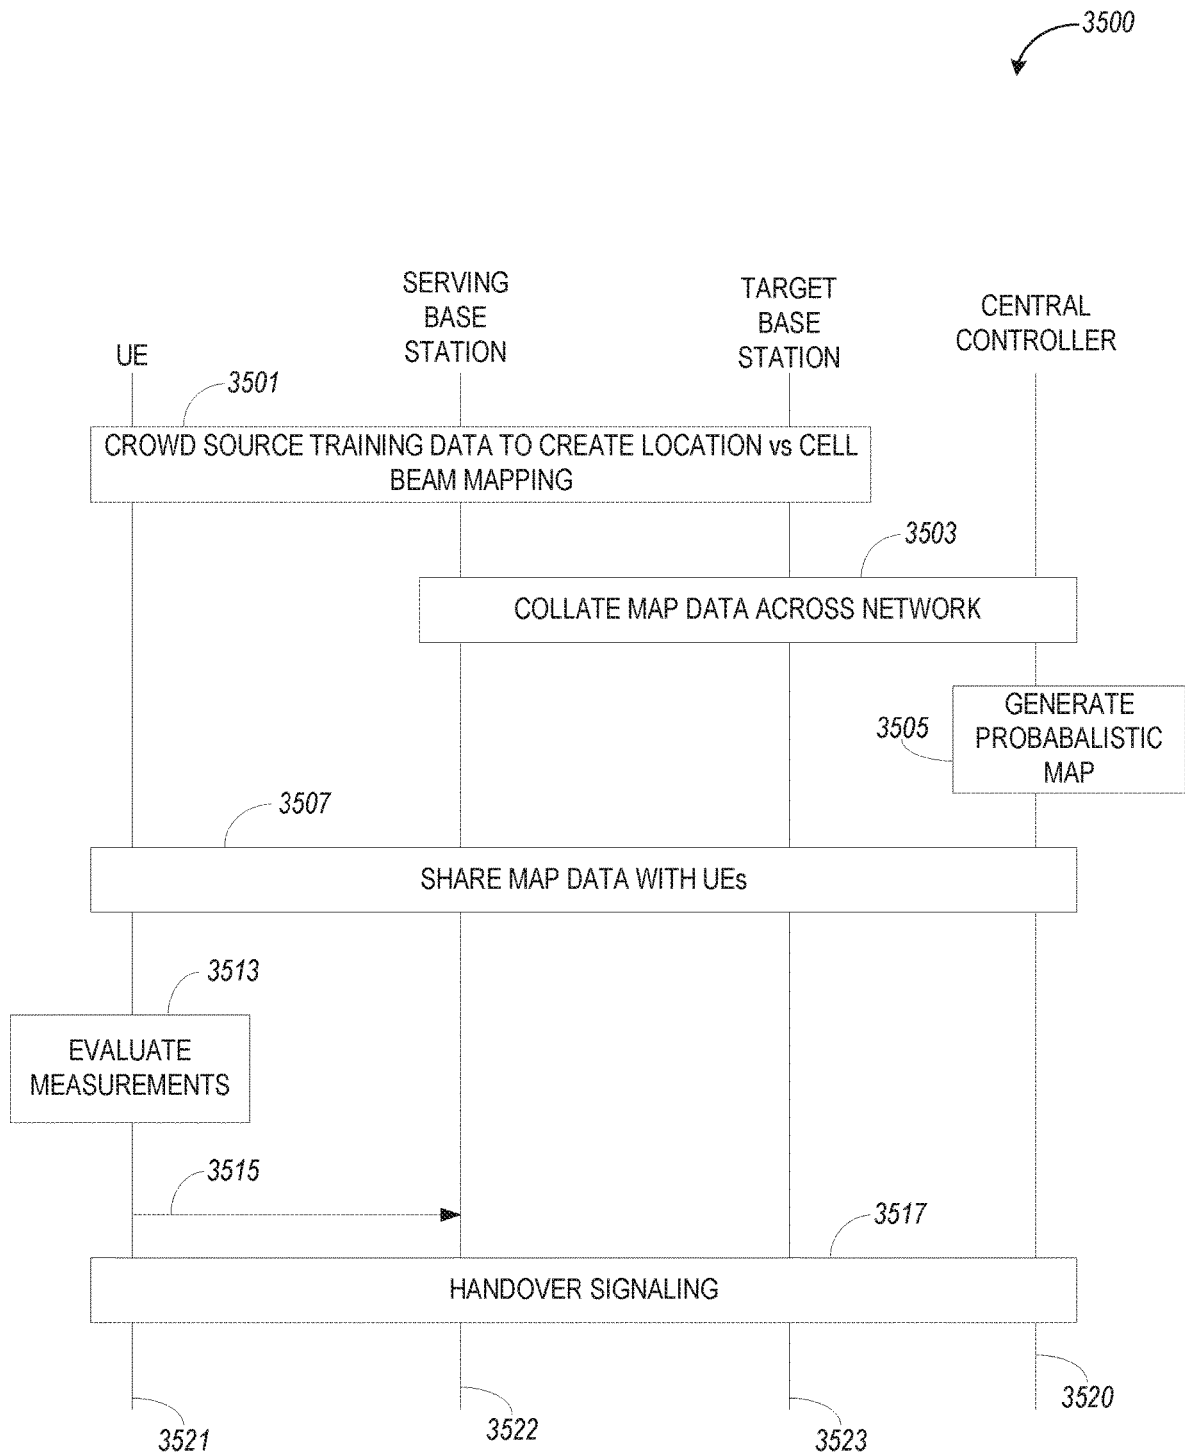 3500
UE
SERVING
BASE
STATION
TARGET
BASE
STATION
CENTRAL
CONTROLLER
3501
CROWD SOURCE TRAINING DATA TO CREATE LOCATION vs CELL
BEAM MAPPING
3503
COLLATE MAP DATA ACROSS NETWORK
3505
GENERATE
PROBABALISTIC
MAP
3507
SHARE MAP DATA WITH UEs
3513
EVALUATE
MEASUREMENTS
3515
3517
HANDOVER SIGNALING
3521
3522
3523
3520